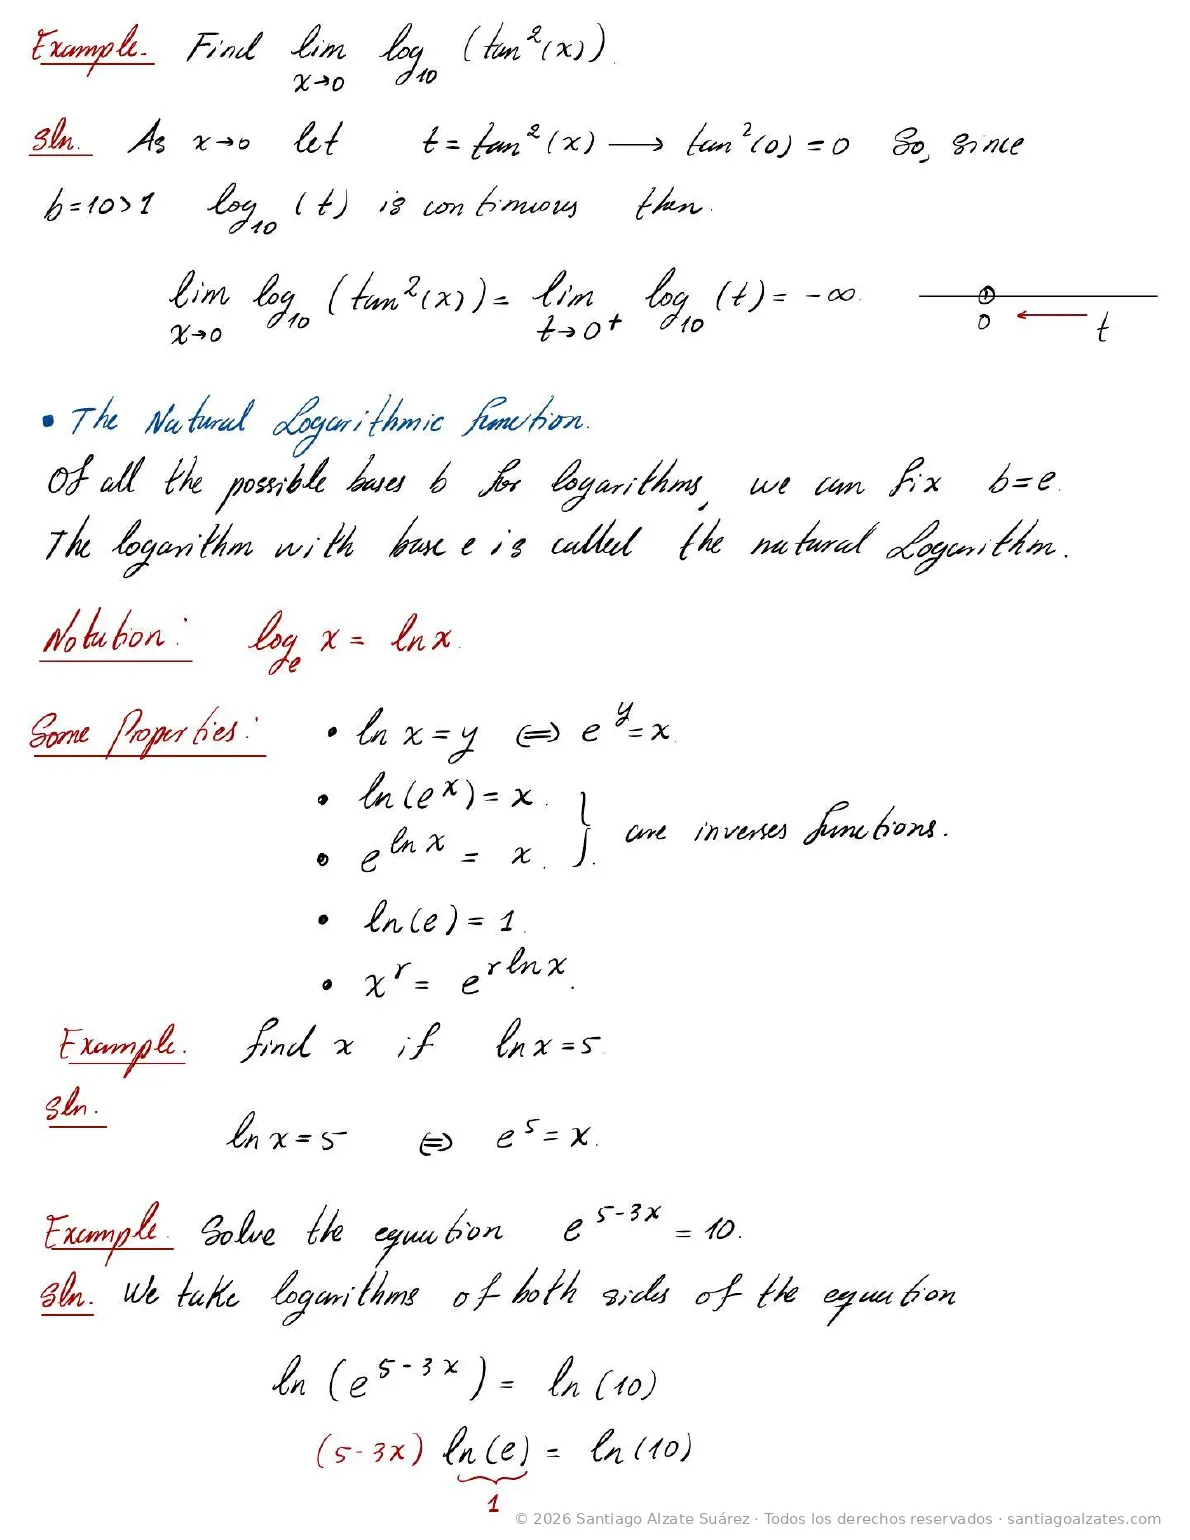 Example. Find lim x→0 log₁₀ (tan²(x)).
Sln. As x→0 let t = tan²(x) ⟶ tan²(0) = 0 So, since
b=10>1 log₁₀ (t) is continuous then.
lim x→0 log₁₀ (tan²(x)) = lim t→0⁺ log₁₀ (t) = -∞. 0 ← t
• The Natural Logarithmic function.
Of all the possible bases b for logarithms, we can fix b=e.
The logarithm with base e is called the natural Logarithm.
Notation: logₑ x = ln x.
Some Properties: • ln x = y ⇔ e^y = x.
• ln(e^x) = x.
} are inverses functions.
• e^{ln x} = x.
• ln(e) = 1.
• x^r = e^{r ln x}.
Example. find x if ln x = 5.
Sln.
ln x = 5 ⇔ e⁵ = x.
Example. Solve the equation e^{5-3x} = 10.
Sln. We take logarithms of both sides of the equation
ln (e^{5-3x}) = ln (10)
(5-3x) ln(e) = ln(10)
1
© 2026 Santiago Alzate Suárez · Todos los derechos reservados · santiagoalzates.com